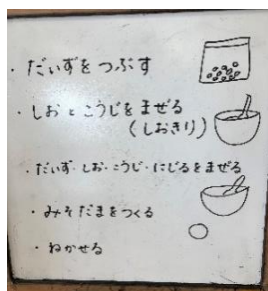 ・だいずをつぶす
・しおとこうじをまぜる
(しおきり)
・だいず・しお・こうじ・にじるをまぜる
・みそだまをつくる
・ねかせる